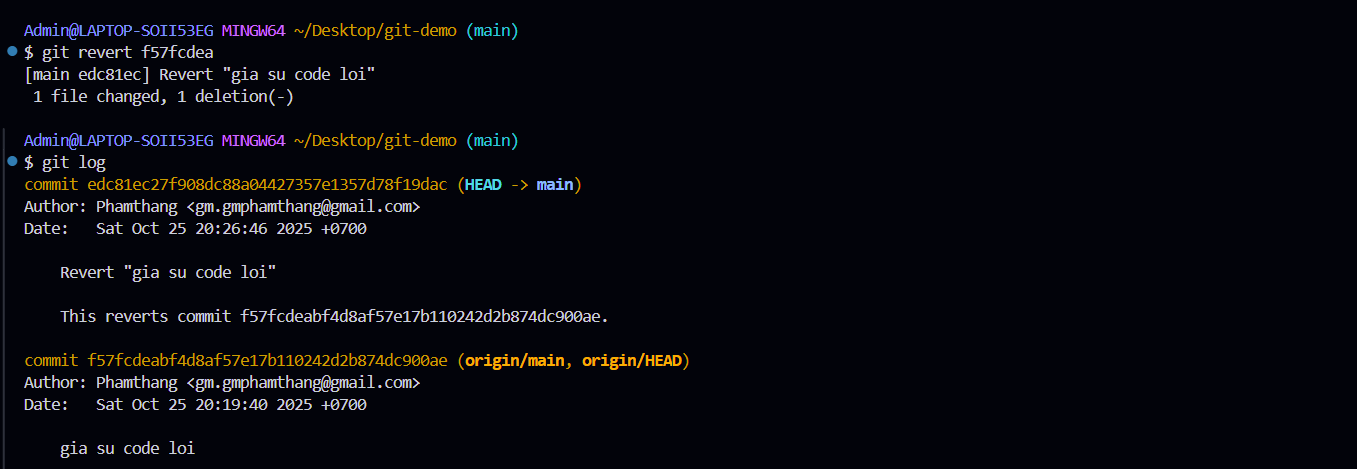 Admin@LAPTOP-SOII53EG MINGW64 ~/Desktop/git-demo (main)
$ git revert f57fcdea
[main edc81ec] Revert "gia su code loi"
 1 file changed, 1 deletion(-)
Admin@LAPTOP-SOII53EG MINGW64 ~/Desktop/git-demo (main)
$ git log
commit edc81ec27f908dc88a04427357e1357d78f19dac (HEAD -> main)
Author: Phamthang <gm.gmphamthang@gmail.com>
Date:   Sat Oct 25 20:26:46 2025 +0700
    Revert "gia su code loi"
    This reverts commit f57fcdeabf4d8af57e17b110242d2b874dc900ae.
commit f57fcdeabf4d8af57e17b110242d2b874dc900ae (origin/main, origin/HEAD)
Author: Phamthang <gm.gmphamthang@gmail.com>
Date:   Sat Oct 25 20:19:40 2025 +0700
    gia su code loi